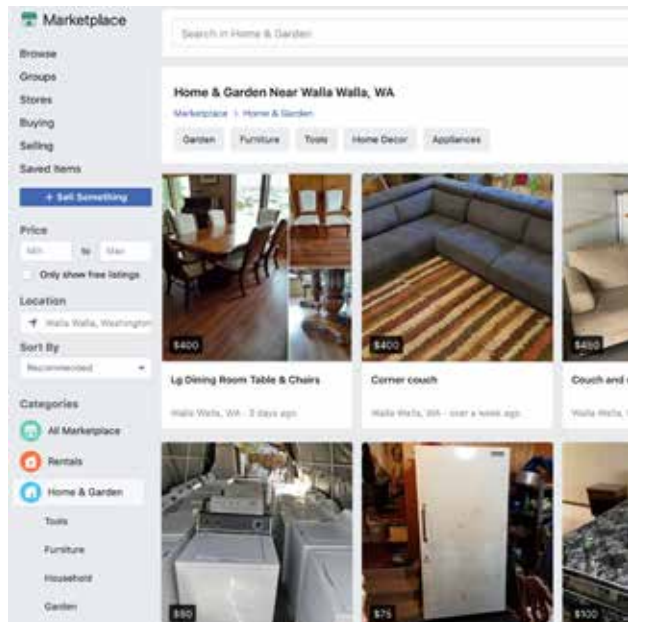 Marketplace
Browse
Groups
Stores
Buying
Selling
Saved Items
+ Sell Something
Price
Min to Max
Only show free listings
Location
Walla Walla, Washington
Sort By
Recommended
Categories
All Marketplace
Rentals
Home & Garden
Tools
Furniture
Household
Garden
Search in Home & Garden
Home & Garden Near Walla Walla, WA
Marketplace > Home & Garden
Garden Furniture Tools Home Decor Appliances
$400 $400 $450
Lg Dining Room Table & Chairs Corner couch Couch and
Walla Walla, WA · 3 days ago Walla Walla, WA · over a week ago Walla Walla,
$50 $75 $100